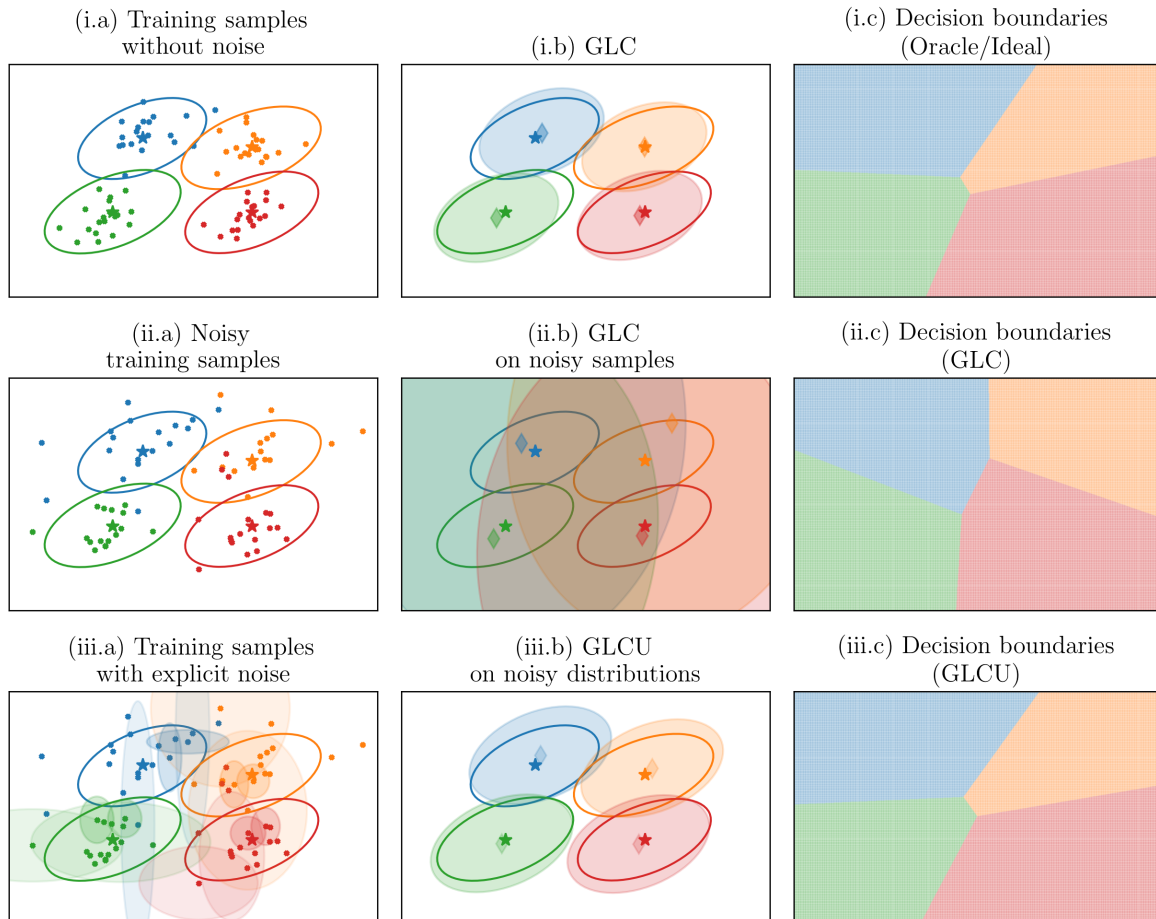 (i.a) Training samples
without noise
(i.b) GLC
(i.c) Decision boundaries
(Oracle/Ideal)
(ii.a) Noisy
training samples
(ii.b) GLC
on noisy samples
(ii.c) Decision boundaries
(GLC)
(iii.a) Training samples
with explicit noise
(iii.b) GLCU
on noisy distributions
(iii.c) Decision boundaries
(GLCU)